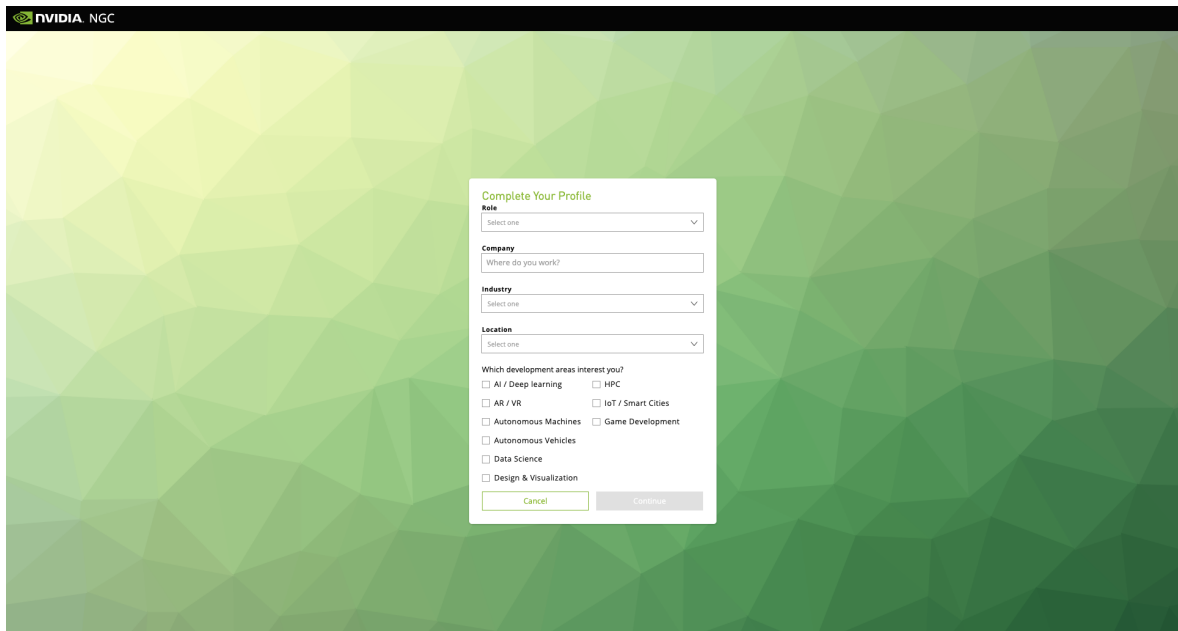 NVIDIA. NGC
Complete Your Profile
Role
Select one
Company
Where do you work?
Industry
Select one
Location
Select one
Which development areas interest you?
AI / Deep learning
HPC
AR / VR
IoT / Smart Cities
Autonomous Machines
Game Development
Autonomous Vehicles
Data Science
Design & Visualization
Cancel
Continue